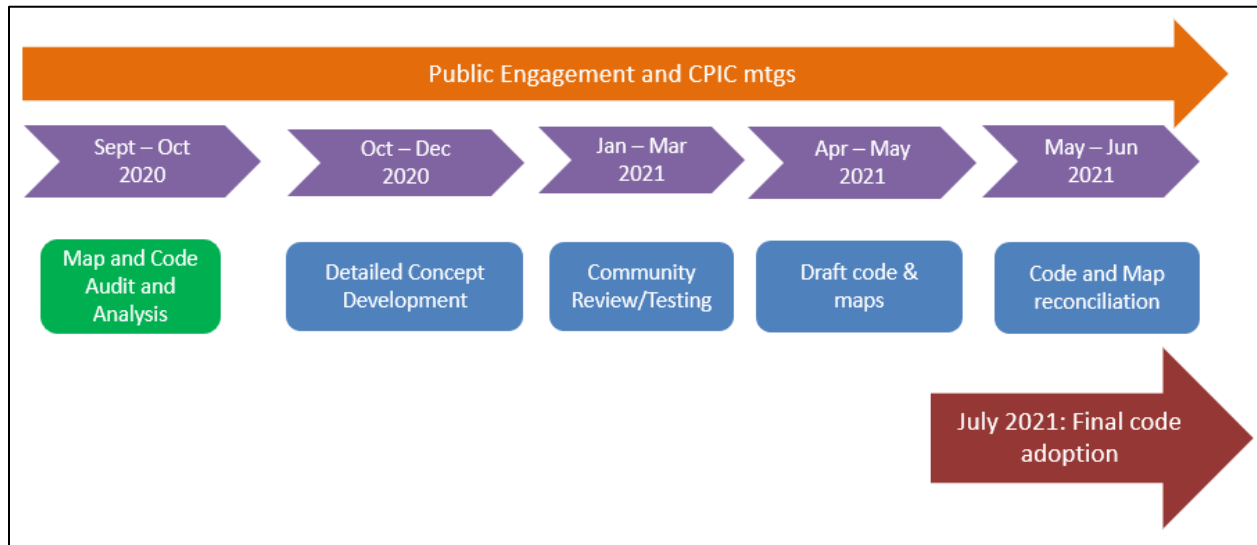 Public Engagement and CPIC mtgs
Sept – Oct
2020
Oct – Dec
2020
Jan – Mar
2021
Apr – May
2021
May – Jun
2021
Map and Code
Audit and
Analysis
Detailed Concept
Development
Community
Review/Testing
Draft code &
maps
Code and Map
reconciliation
July 2021: Final code
adoption